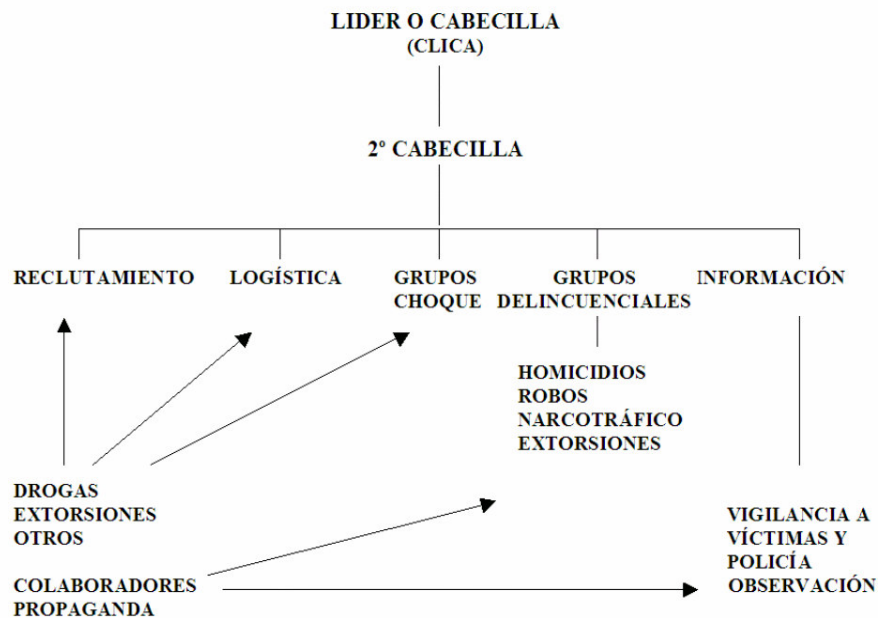 LIDER O CABECILLA
(CLICA)
2º CABECILLA
RECLUTAMIENTO
LOGÍSTICA
GRUPOS
CHOQUE
GRUPOS
DELINCUENCIALES
INFORMACIÓN
HOMICIDIOS
ROBOS
NARCOTRÁFICO
EXTORSIONES
DROGAS
EXTORSIONES
OTROS
VIGILANCIA A
VÍCTIMAS Y
POLICÍA
OBSERVACIÓN
COLABORADORES
PROPAGANDA